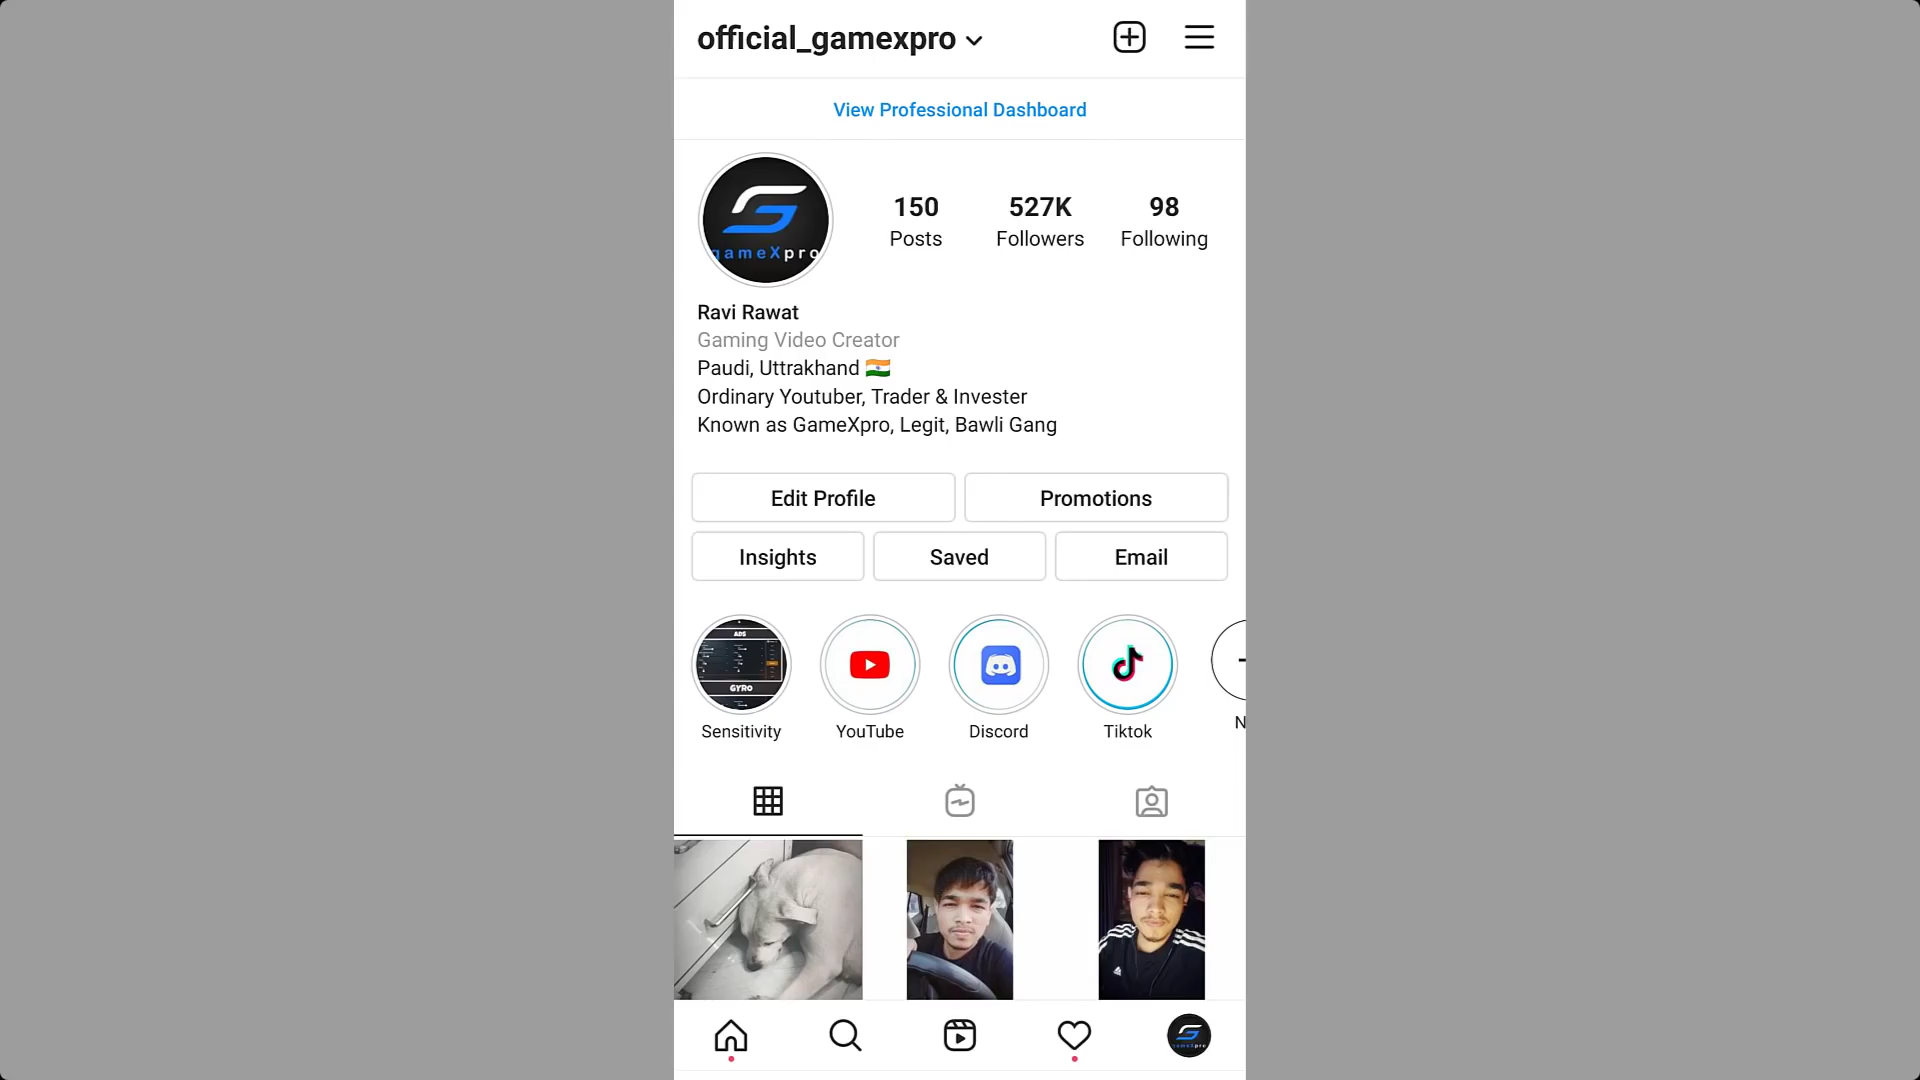 official_gamexpro
View Professional Dashboard
gameXpro
150
Posts
527K
Followers
98
Following
Ravi Rawat
Gaming Video Creator
Paudi, Uttrakhand 🇮🇳
Ordinary Youtuber, Trader & Invester
Known as GameXpro, Legit, Bawli Gang
Edit Profile
Promotions
Insights
Saved
Email
ADS
GYRO
Sensitivity
YouTube
Discord
Tiktok
N
gameXpro